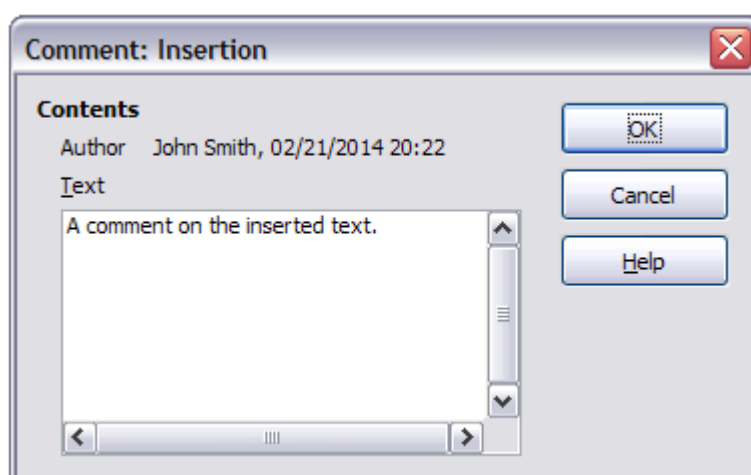 Comment: Insertion
Contents
Author John Smith, 02/21/2014 20:22
Text
A comment on the inserted text.
OK
Cancel
Help